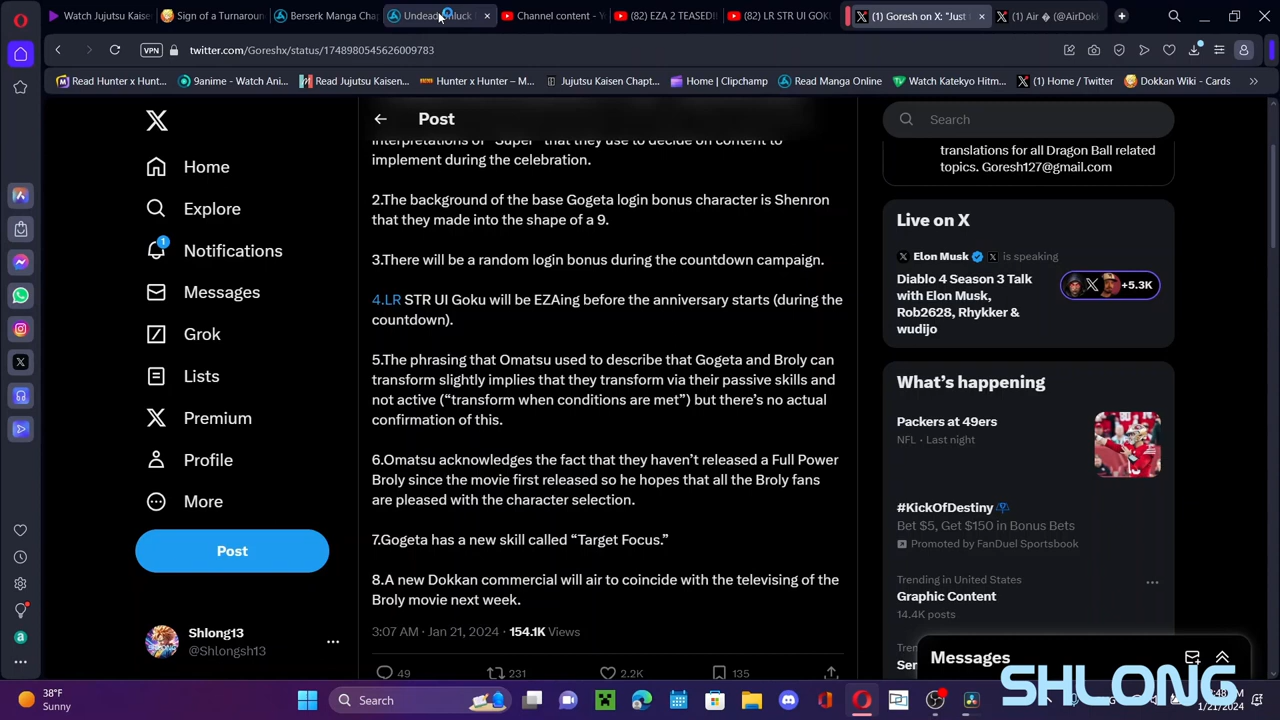 Watch Jujutsu Kaisen
Sign of a Turnaroun
Berserk Manga Cha
Undead
luck
Channel content - Y
(82) EZA 2 TEASED!
(82) LR STR UI GOKU
(1) Goresh on X: "Just
(1) Air � (@AirDok
VPN
twitter.com/Goreshx/status/1748980545626009783
Read Hunter x Hunt...
9anime - Watch Ani...
Read Jujutsu Kaisen...
Hunter x Hunter – M...
Jujutsu Kaisen Chapt...
Home | Clipchamp
Read Manga Online
Watch Katekyo Hitm...
(1) Home / Twitter
Dokkan Wiki - Cards
Home
Explore
1
Notifications
Messages
Grok
Lists
Premium
Profile
More
Post
Shlong13
@Shlongsh13
Post
interpretations of "Super" that they use to decide on content to
implement during the celebration.
2.The background of the base Gogeta login bonus character is Shenron
that they made into the shape of a 9.
3.There will be a random login bonus during the countdown campaign.
4.LR STR UI Goku will be EZAing before the anniversary starts (during the
countdown).
5.The phrasing that Omatsu used to describe that Gogeta and Broly can
transform slightly implies that they transform via their passive skills and
not active (“transform when conditions are met”) but there’s no actual
confirmation of this.
6.Omatsu acknowledges the fact that they haven’t released a Full Power
Broly since the movie first released so he hopes that all the Broly fans
are pleased with the character selection.
7.Gogeta has a new skill called “Target Focus.”
8.A new Dokkan commercial will air to coincide with the televising of the
Broly movie next week.
3:07 AM · Jan 21, 2024 · 154.1K Views
49
231
2.2K
135
Search
translations for all Dragon Ball related
topics. Goresh127@gmail.com
Live on X
Elon Musk is speaking
Diablo 4 Season 3 Talk
with Elon Musk,
Rob2628, Rhykker &
wudijo
+5.3K
What’s happening
Packers at 49ers
NFL · Last night
#KickOfDestiny
Bet $5, Get $150 in Bonus Bets
Promoted by FanDuel Sportsbook
Trending in United States
Graphic Content
14.4K posts
Messages
SHLONG
38°F
Sunny
Search
1/21/2024